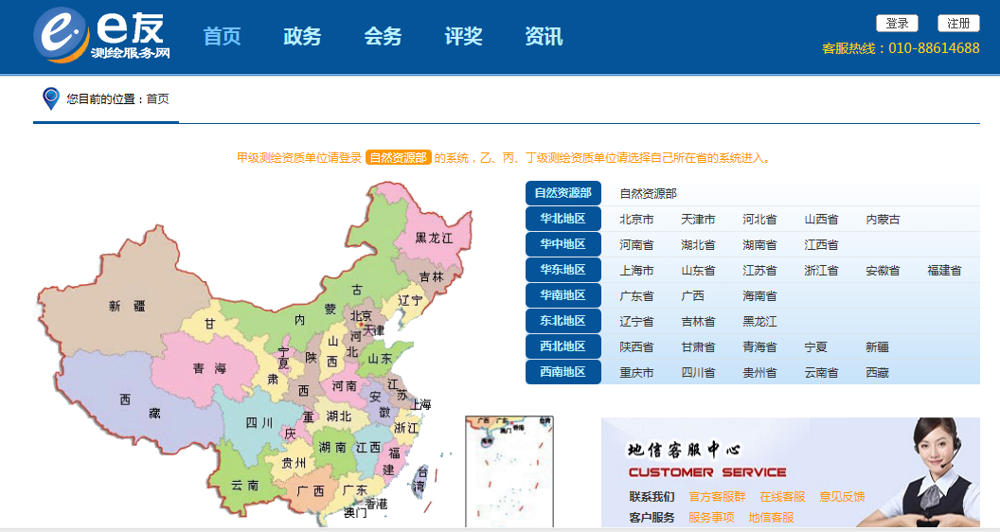 e友
测绘服务网
首页 政务 会务 评奖 资讯
登录 注册
客服热线：010-88614688
您目前的位置：首页
甲级测绘资质单位请登录 自然资源部 的系统，乙、丙、丁级测绘资质单位请选择自己所在省的系统进入。
自然资源部 自然资源部
华北地区 北京市 天津市 河北省 山西省 内蒙古
华中地区 河南省 湖北省 湖南省 江西省
华东地区 上海市 山东省 江苏省 浙江省 安徽省 福建省
华南地区 广东省 广西 海南省
东北地区 辽宁省 吉林省 黑龙江
西北地区 陕西省 甘肃省 青海省 宁夏 新疆
西南地区 重庆市 四川省 贵州省 云南省 西藏
黑龙江
吉林
辽宁
内蒙古
北京
天津
河北
山西
山东
新疆
甘肃
宁夏
青海
陕西
河南
江苏
安徽
上海
西藏
四川
重庆
湖北
浙江
湖南
江西
福建
贵州
云南
广西
广东
台湾
香港
澳门
广西 广东 台湾
澳门 香港
海南
地信客服中心
CUSTOMER SERVICE
联系我们 官方客服群 在线客服 意见反馈
客户服务 服务事项 地信客服